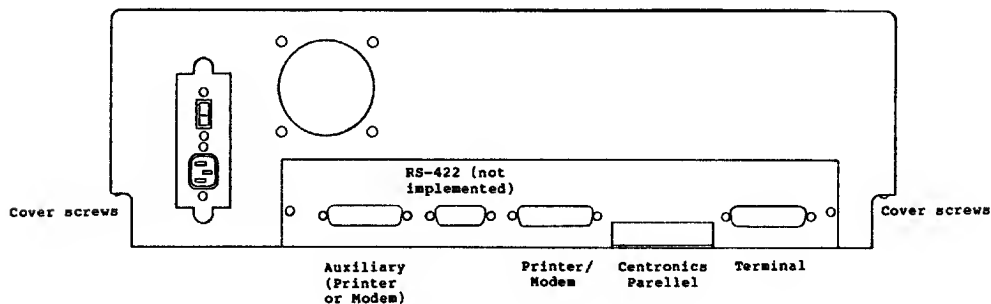 RS-422 (not
implemented)
Cover screws
Cover screws
Auxiliary
(Printer
or Modem)
Printer/
Modem
Centronics
Parellel
Terminal